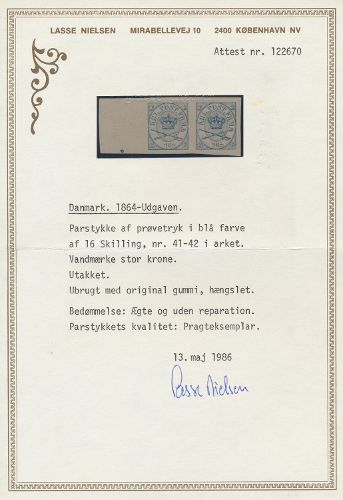 LASSE NIELSEN MIRABELLEVEJ 10 2400 KØBENHAVN NV
Attest nr. 122670
Danmark. 1864-Udgaven.
Parstykke af prøvetryk i blå farve
af 16 Skilling, nr. 41-42 i arket.
Vandmærke stor krone.
Utakket.
Ubrugt med original gummi, hængslet.
Bedømmelse: Ægte og uden reparation.
Parstykkets kvalitet: Pragteksemplar.
13. maj 1986
Lasse Nielsen